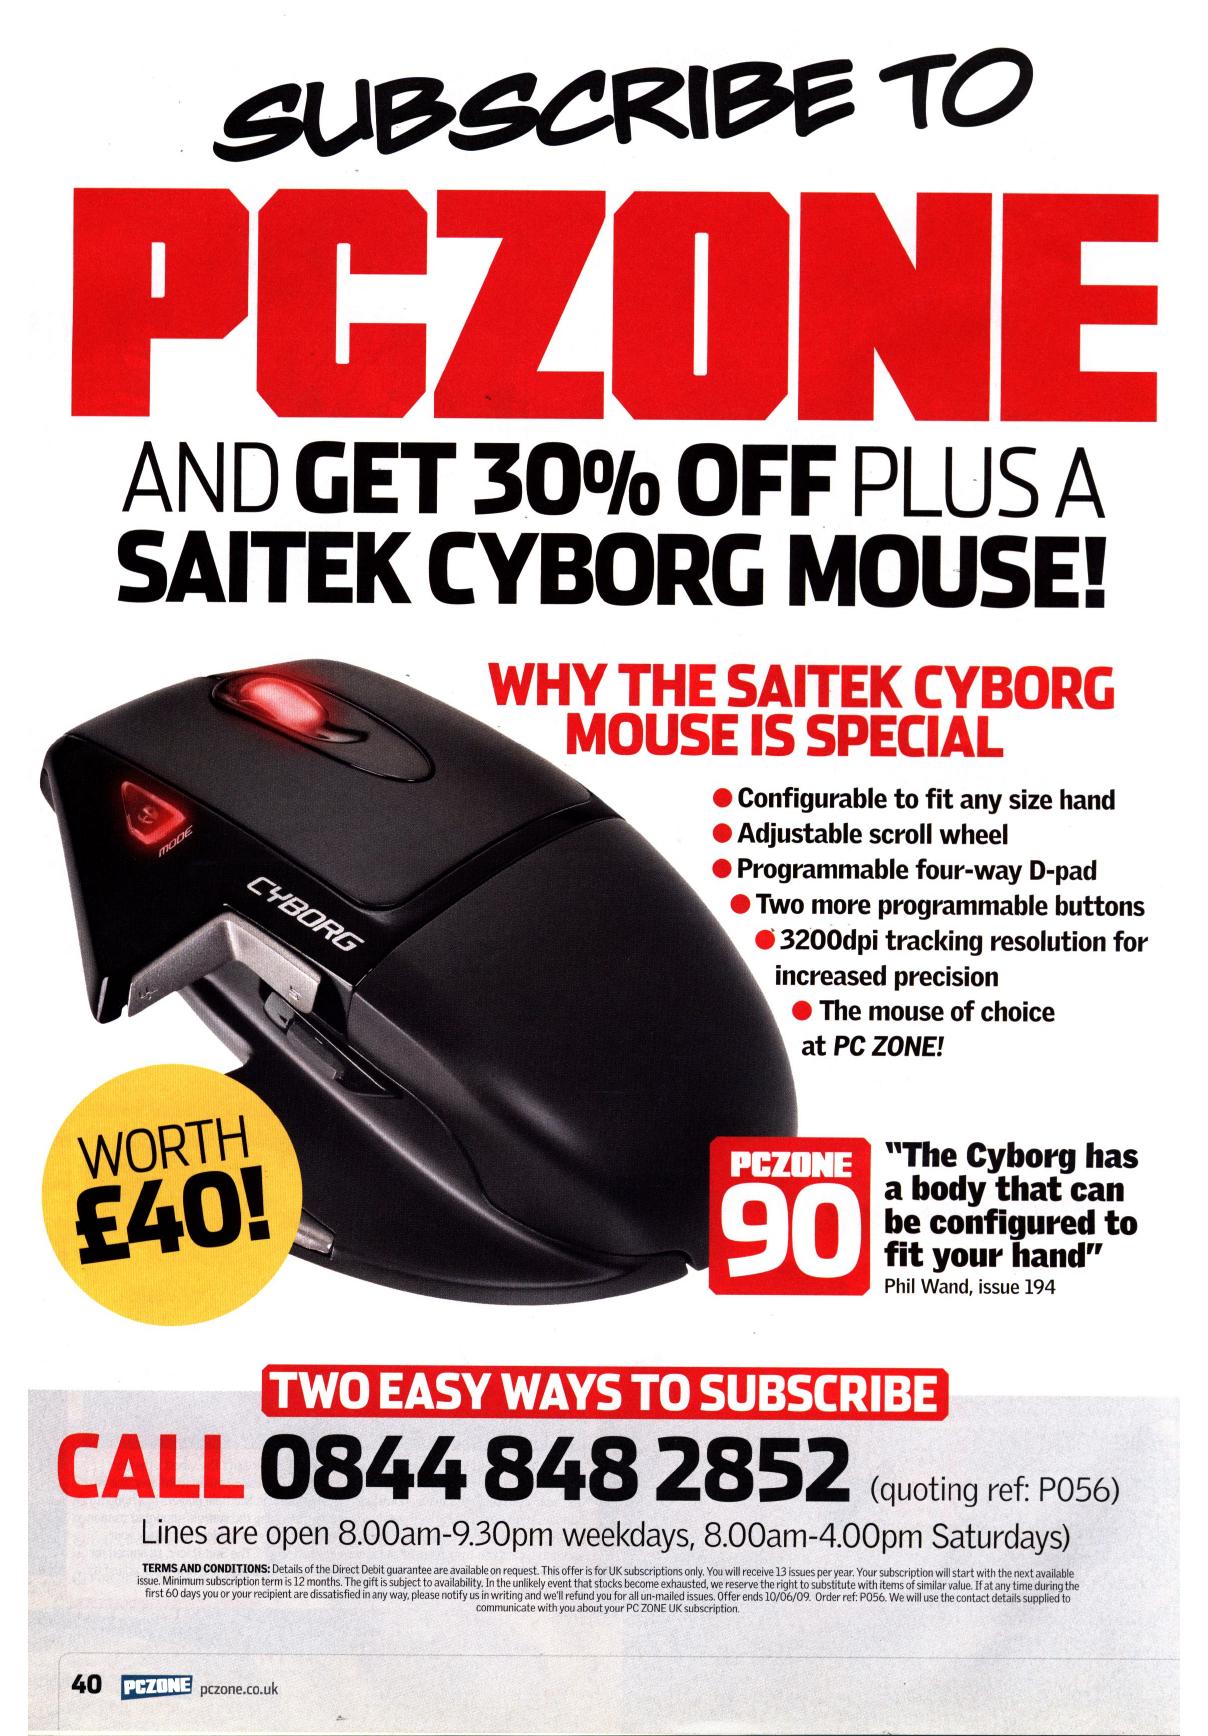 SUBSCRIBE TO
PCZONE
AND GET 30% OFF PLUS A
SAITEK CYBORG MOUSE!
WHY THE SAITEK CYBORG
MOUSE IS SPECIAL
● Configurable to fit any size hand
● Adjustable scroll wheel
● Programmable four-way D-pad
● Two more programmable buttons
● 3200dpi tracking resolution for
increased precision
● The mouse of choice
at PC ZONE!
MODE
CYBORG
WORTH
£40!
PCZONE
90
"The Cyborg has
a body that can
be configured to
fit your hand"
Phil Wand, issue 194
TWO EASY WAYS TO SUBSCRIBE
CALL 0844 848 2852 (quoting ref: P056)
Lines are open 8.00am-9.30pm weekdays, 8.00am-4.00pm Saturdays)
TERMS AND CONDITIONS: Details of the Direct Debit guarantee are available on request. This offer is for UK subscriptions only. You will receive 13 issues per year. Your subscription will start with the next available
issue. Minimum subscription term is 12 months. The gift is subject to availability. In the unlikely event that stocks become exhausted, we reserve the right to substitute with items of similar value. If at any time during the
first 60 days you or your recipient are dissatisfied in any way, please notify us in writing and we'll refund you for all un-mailed issues. Offer ends 10/06/09. Order ref: P056. We will use the contact details supplied to
communicate with you about your PC ZONE UK subscription.
40 PCZONE pczone.co.uk